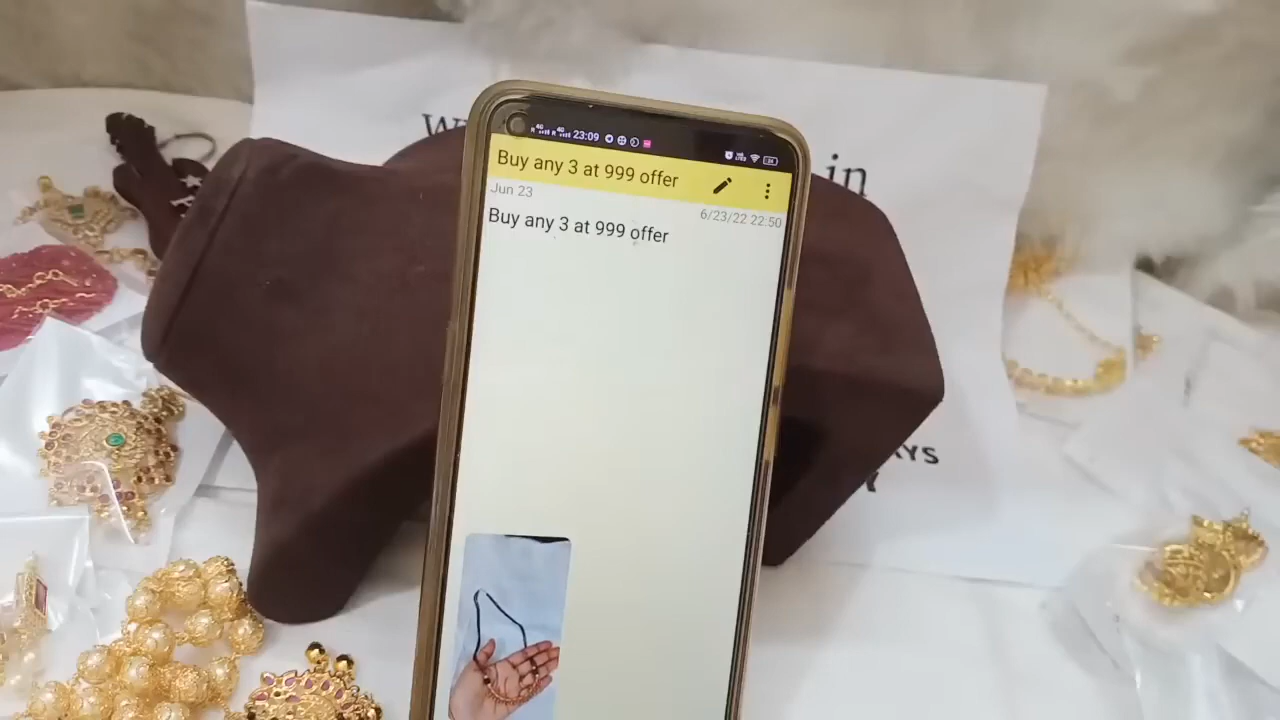 in
23:09
Buy any 3 at 999 offer
Jun 23
6/23/22 22:50
Buy any 3 at 999 offer